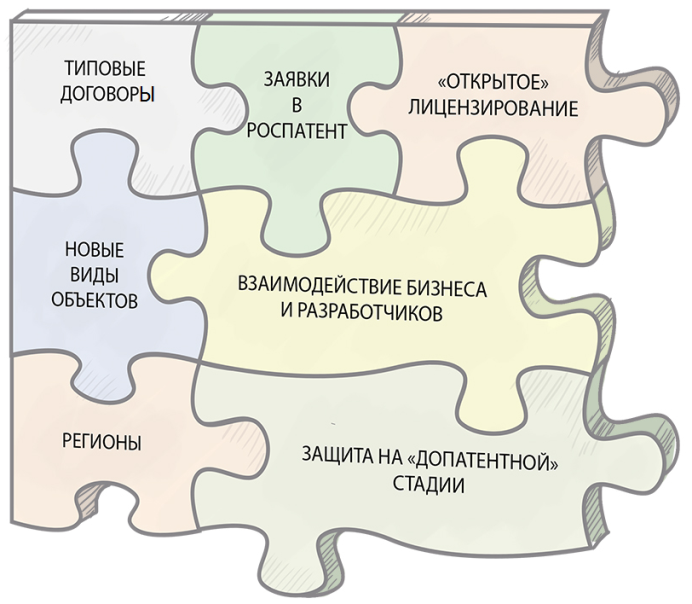 ТИПОВЫЕ
ДОГОВОРЫ
ЗАЯВКИ
В
РОСПАТЕНТ
«ОТКРЫТОЕ»
ЛИЦЕНЗИРОВАНИЕ
НОВЫЕ
ВИДЫ
ОБЪЕКТОВ
ВЗАИМОДЕЙСТВИЕ БИЗНЕСА
И РАЗРАБОТЧИКОВ
РЕГИОНЫ
ЗАЩИТА НА «ДОПАТЕНТНОЙ»
СТАДИИ